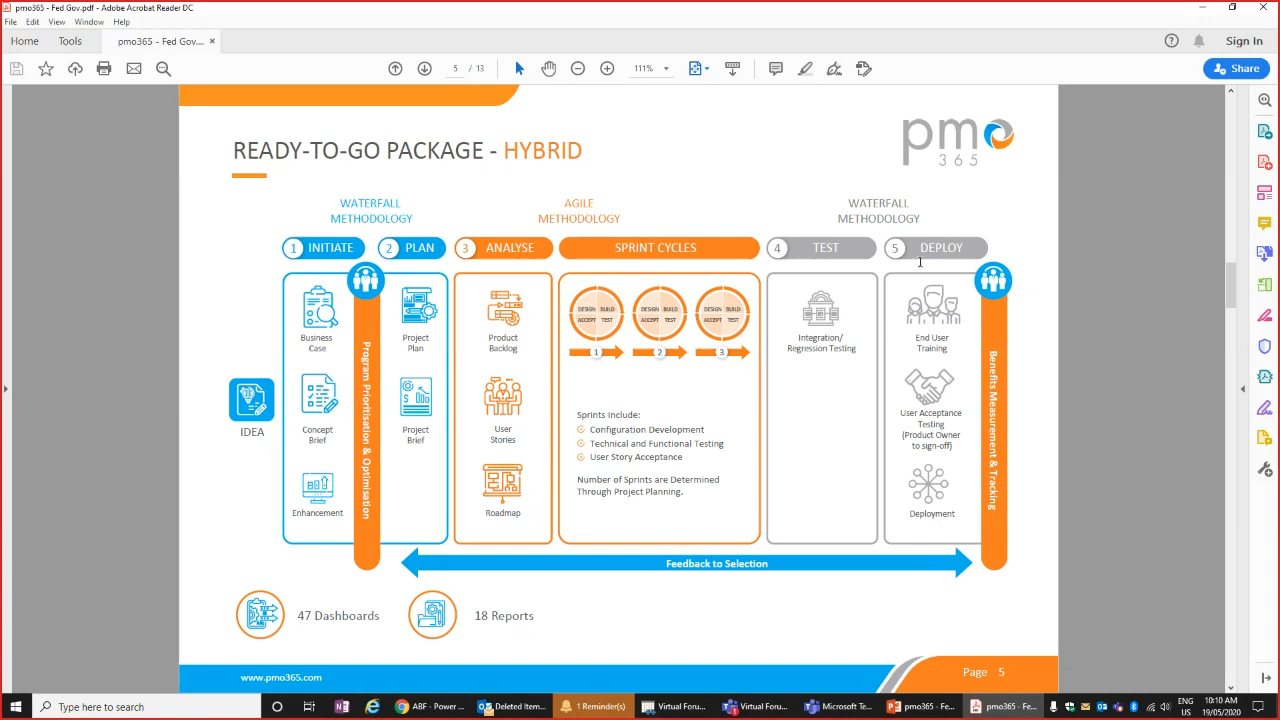 pmo365 - Fed Gov.pdf - Adobe Acrobat Reader DC
File Edit View Window Help
Home Tools pmo365 - Fed Gov.... × Sign In
5 / 13 111% Share
READY-TO-GO PACKAGE - HYBRID
pmo
365
WATERFALL
METHODOLOGY
AGILE
METHODOLOGY
WATERFALL
METHODOLOGY
1 INITIATE
2 PLAN
3 ANALYSE
SPRINT CYCLES
4 TEST
5 DEPLOY
IDEA
Business
Case
Concept
Brief
Enhancement
Program Prioritisation & Optimisation
Project
Plan
Project
Brief
Product
Backlog
User
Stories
Roadmap
DESIGN BUILD
ACCEPT TEST
DESIGN BUILD
ACCEPT TEST
DESIGN BUILD
ACCEPT TEST
1 2 3
Sprints Include:
Configuration Development
Technical and Functional Testing
User Story Acceptance
Number of Sprints are Determined
Through Project Planning.
Integration/
Regression Testing
End User
Training
User Acceptance
Testing
(Product Owner
to sign-off)
Deployment
Benefits Measurement & Tracking
Feedback to Selection
47 Dashboards
18 Reports
www.pmo365.com
Page 5
Type here to search
ABF - Power ...
Deleted Item...
1 Reminder(s)
Virtual Foru...
Virtual Foru...
Microsoft Te...
pmo365 - Fe...
pmo365 - Fe...
ENG
US
10:10 AM
19/05/2020